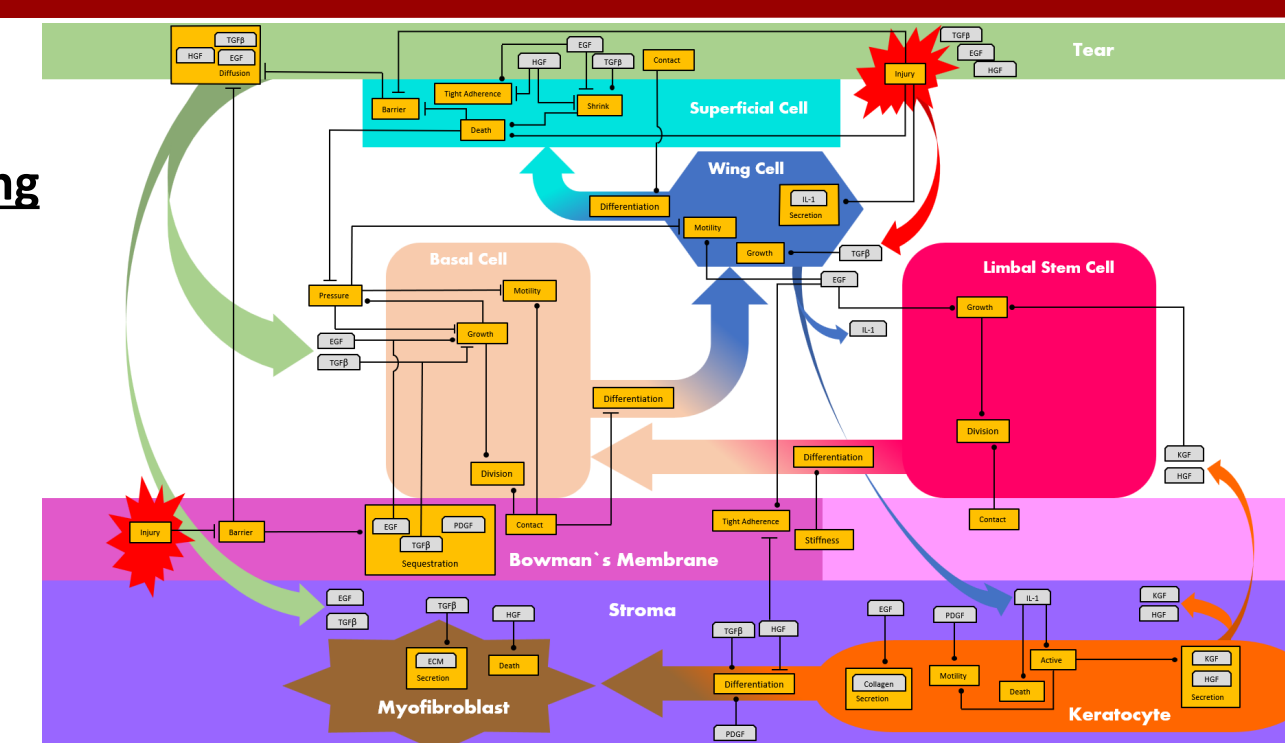 ng
Tear
TGFβ
HGF
EGF
Diffusion
EGF
HGF
TGFβ
Contact
Injury
TGFβ
EGF
HGF
Superficial Cell
Tight Adherence
Barrier
Shrink
Death
Wing Cell
Differentiation
IL-1
Secretion
Motility
Growth
TGFβ
EGF
IL-1
Basal Cell
Pressure
Motility
Growth
EGF
TGFβ
Differentiation
Division
Limbal Stem Cell
Growth
Division
Differentiation
KGF
HGF
Contact
Injury
Barrier
EGF
PDGF
TGFβ
Sequestration
Contact
Tight Adherence
Stiffness
Bowman`s Membrane
Stroma
EGF
TGFβ
TGFβ
HGF
ECM
Secretion
Death
Myofibroblast
TGFβ
HGF
Differentiation
PDGF
EGF
PDGF
IL-1
KGF
HGF
Collagen
Secretion
Motility
Active
Death
KGF
HGF
Secretion
Keratocyte